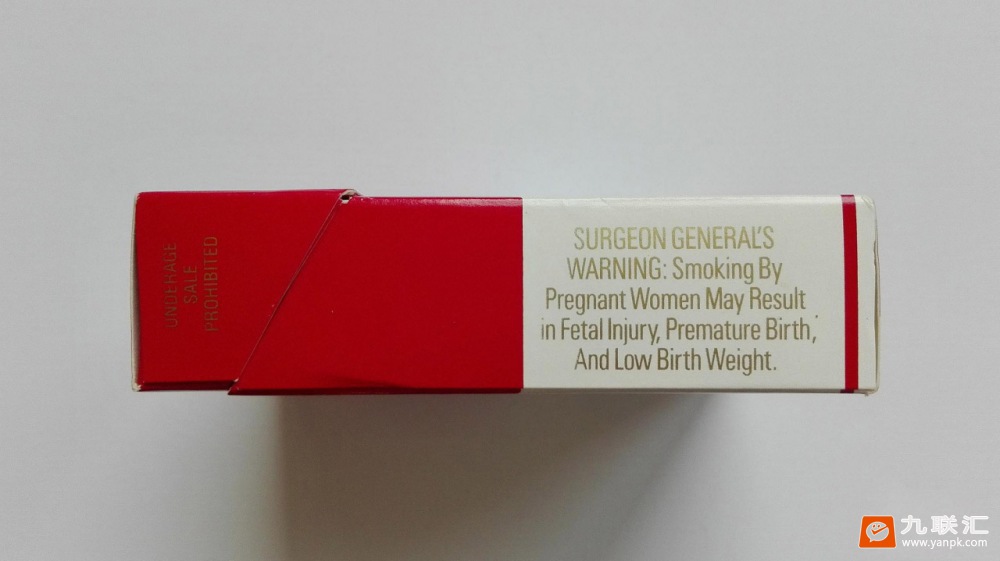 UNDERAGE
SALE
PROHIBITED
SURGEON GENERAL'S
WARNING: Smoking By
Pregnant Women May Result
in Fetal Injury, Premature Birth,
And Low Birth Weight.
九联汇
www.yanpk.com